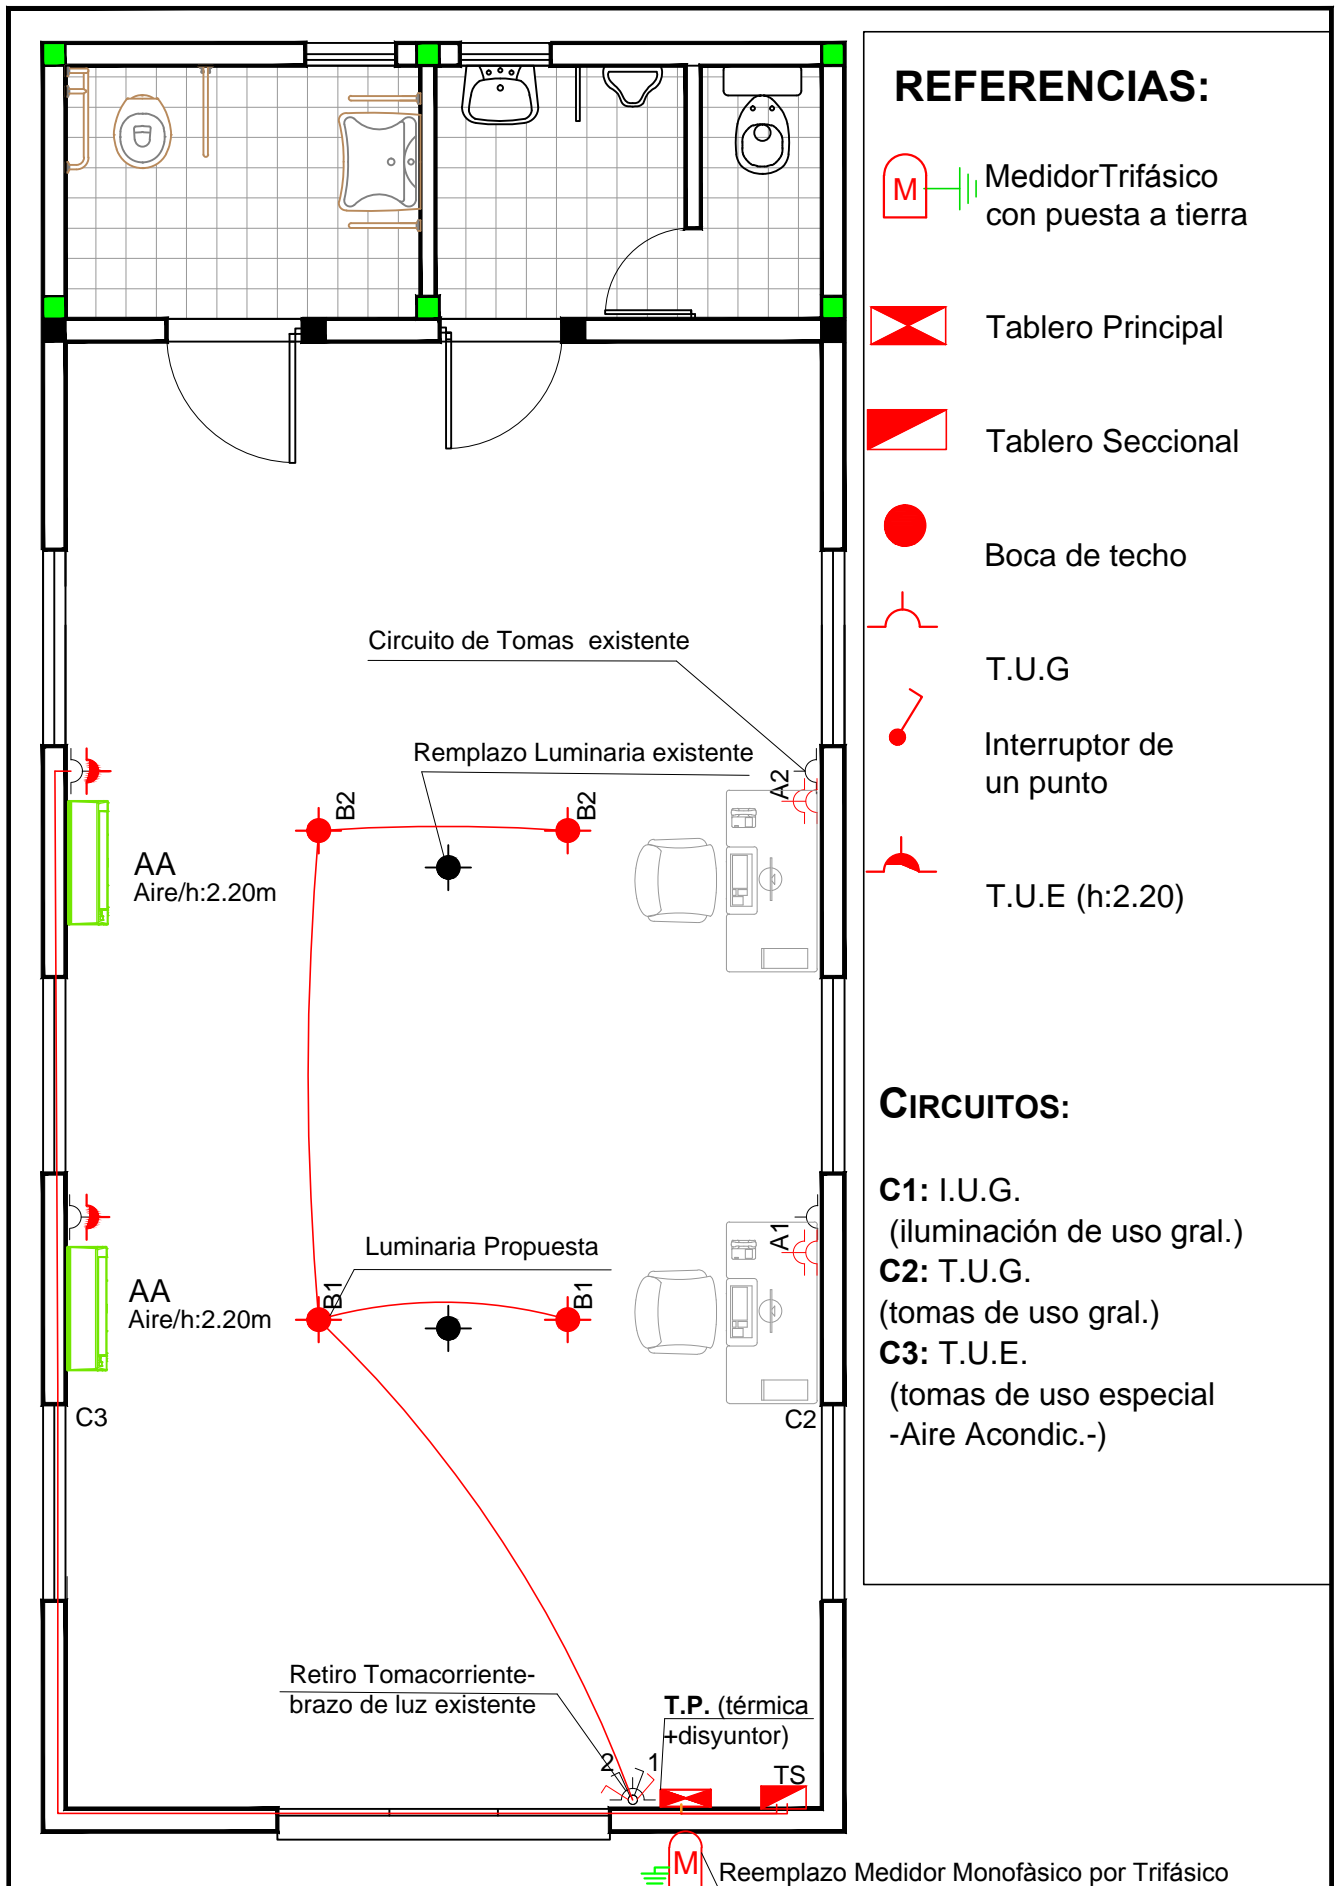 REFERENCIAS:
M
MedidorTrifásico
con puesta a tierra
Tablero Principal
Tablero Seccional
Boca de techo
T.U.G
Interruptor de
un punto
T.U.E (h:2.20)
CIRCUITOS:
C1: I.U.G.
(iluminación de uso gral.)
C2: T.U.G.
(tomas de uso gral.)
C3: T.U.E.
(tomas de uso especial
-Aire Acondic.-)
Circuito de Tomas existente
Remplazo Luminaria existente
A2
B2
B2
AA
Aire/h:2.20m
Luminaria Propuesta
A1
B1
B1
AA
Aire/h:2.20m
C3
C2
Retiro Tomacorriente-
brazo de luz existente
T.P. (térmica
+disyuntor)
2
1
TS
M
Reemplazo Medidor Monofàsico por Trifásico